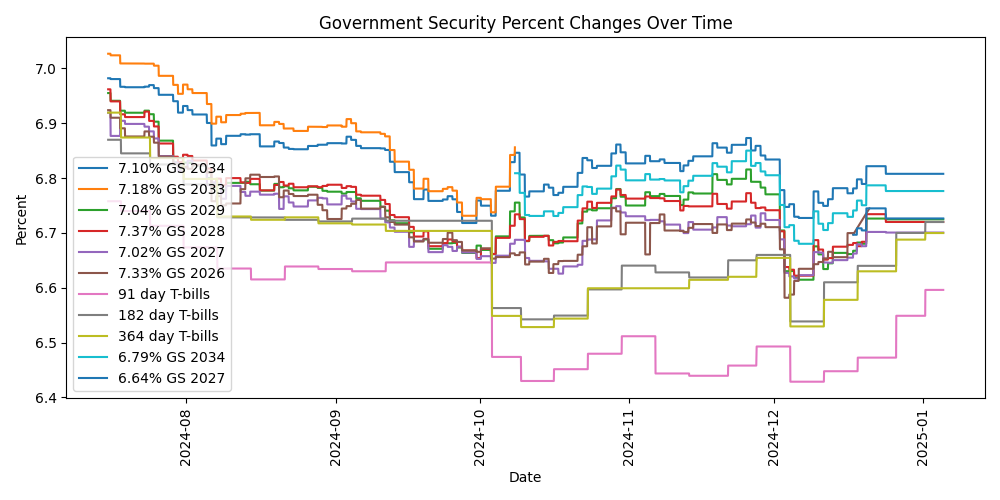 Government Security Percent Changes Over Time
Percent
7.0
6.9
6.8
6.7
6.6
6.5
6.4
7.10% GS 2034
7.18% GS 2033
7.04% GS 2029
7.37% GS 2028
7.02% GS 2027
7.33% GS 2026
91 day T-bills
182 day T-bills
364 day T-bills
6.79% GS 2034
6.64% GS 2027
2024-08
2024-09
2024-10
2024-11
2024-12
2025-01
Date